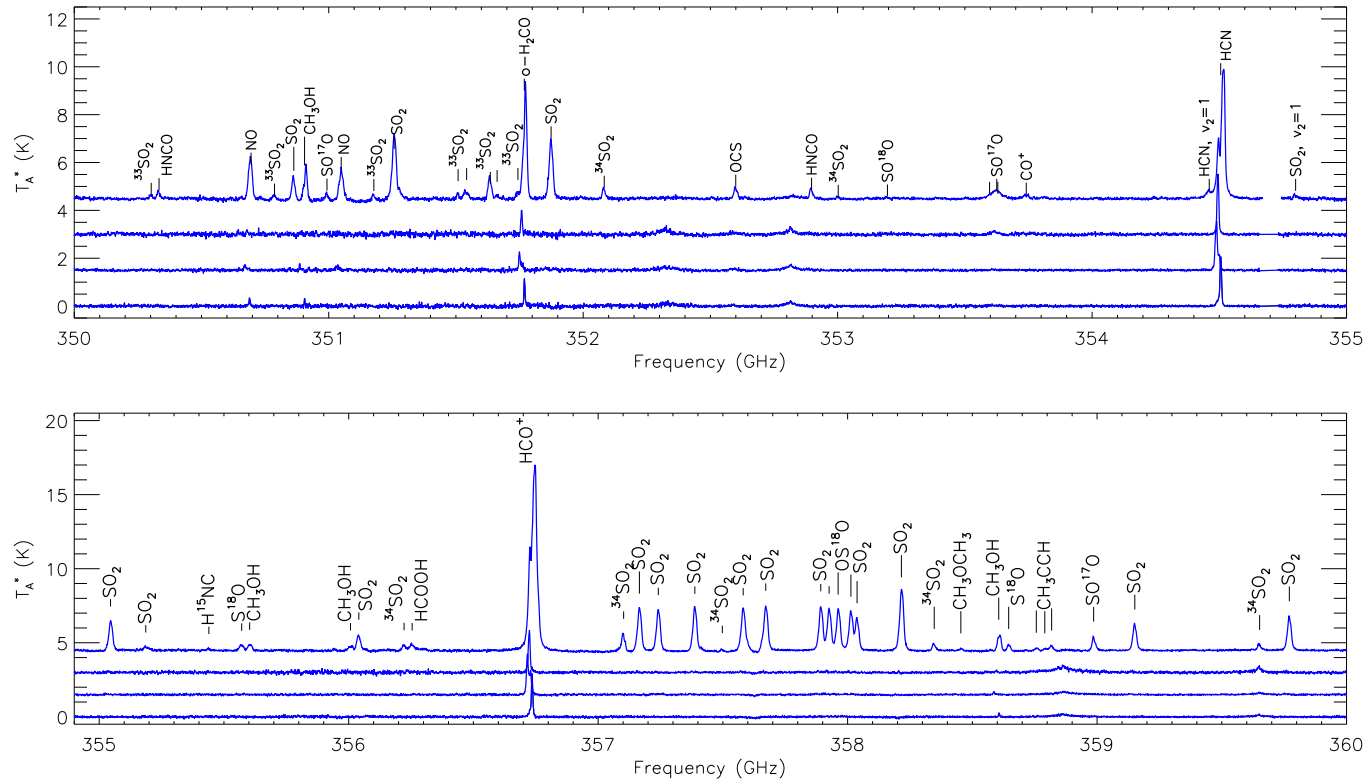 12
10
8
6
4
2
0
T_A* (K)
³³SO₂
HNCO
NO
³³SO₂
SO₂
CH₃OH
SO¹⁷O
NO
³³SO₂
SO₂
³³SO₂
³³SO₂
³³SO₂
o−H₂CO
SO₂
³⁴SO₂
OCS
HNCO
³⁴SO₂
SO¹⁸O
SO¹⁷O
CO⁺
HCN, v₂=1
HCN
SO₂, v₂=1
350 351 352 353 354 355
Frequency (GHz)
20
15
10
5
0
T_A* (K)
SO₂
SO₂
H¹⁵NC
S¹⁸O
CH₃OH
CH₃OH
SO₂
³⁴SO₂
HCOOH
HCO⁺
³⁴SO₂
SO₂
SO₂
SO₂
³⁴SO₂
SO₂
SO₂
SO₂
OS¹⁸O
SO₂
SO₂
³⁴SO₂
CH₃OCH₃
CH₃OH
S¹⁸O
CH₃CCH
SO¹⁷O
SO₂
³⁴SO₂
SO₂
355 356 357 358 359 360
Frequency (GHz)